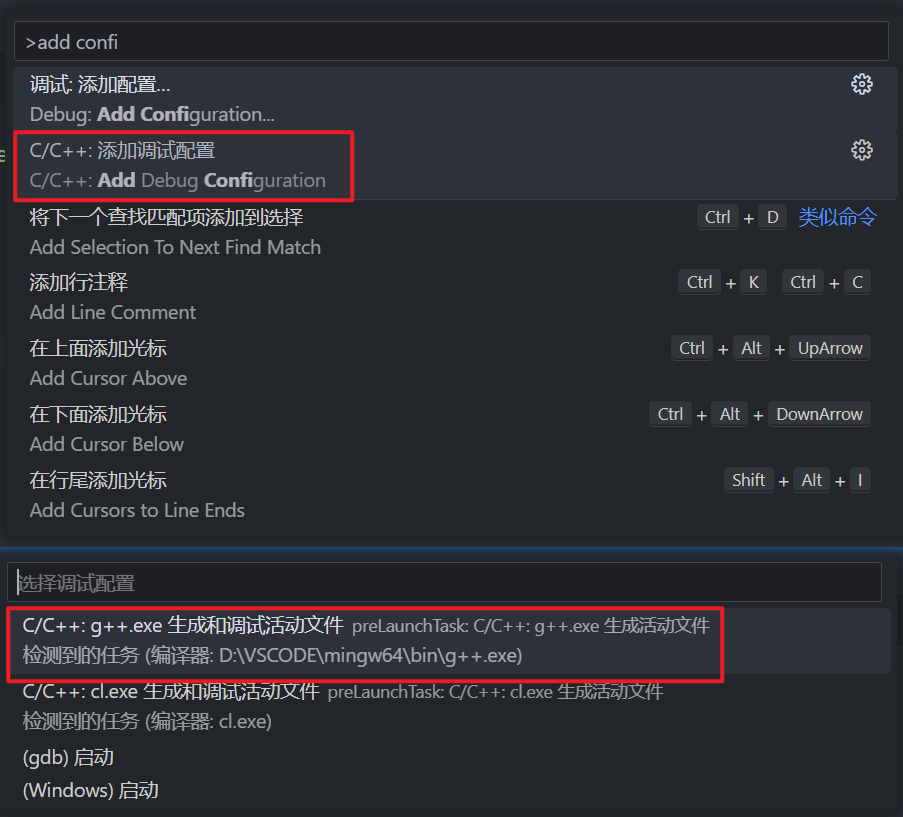 >add confi
调试: 添加配置...
Debug: Add Configuration...
C/C++: 添加调试配置
C/C++: Add Debug Configuration
将下一个查找匹配项添加到选择 Ctrl + D 类似命令
Add Selection To Next Find Match
添加行注释 Ctrl + K Ctrl + C
Add Line Comment
在上面添加光标 Ctrl + Alt + UpArrow
Add Cursor Above
在下面添加光标 Ctrl + Alt + DownArrow
Add Cursor Below
在行尾添加光标 Shift + Alt + I
Add Cursors to Line Ends
选择调试配置
C/C++: g++.exe 生成和调试活动文件 preLaunchTask: C/C++: g++.exe 生成活动文件
检测到的任务 (编译器: D:\VSCODE\mingw64\bin\g++.exe)
C/C++: cl.exe 生成和调试活动文件 preLaunchTask: C/C++: cl.exe 生成活动文件
检测到的任务 (编译器: cl.exe)
(gdb) 启动
(Windows) 启动